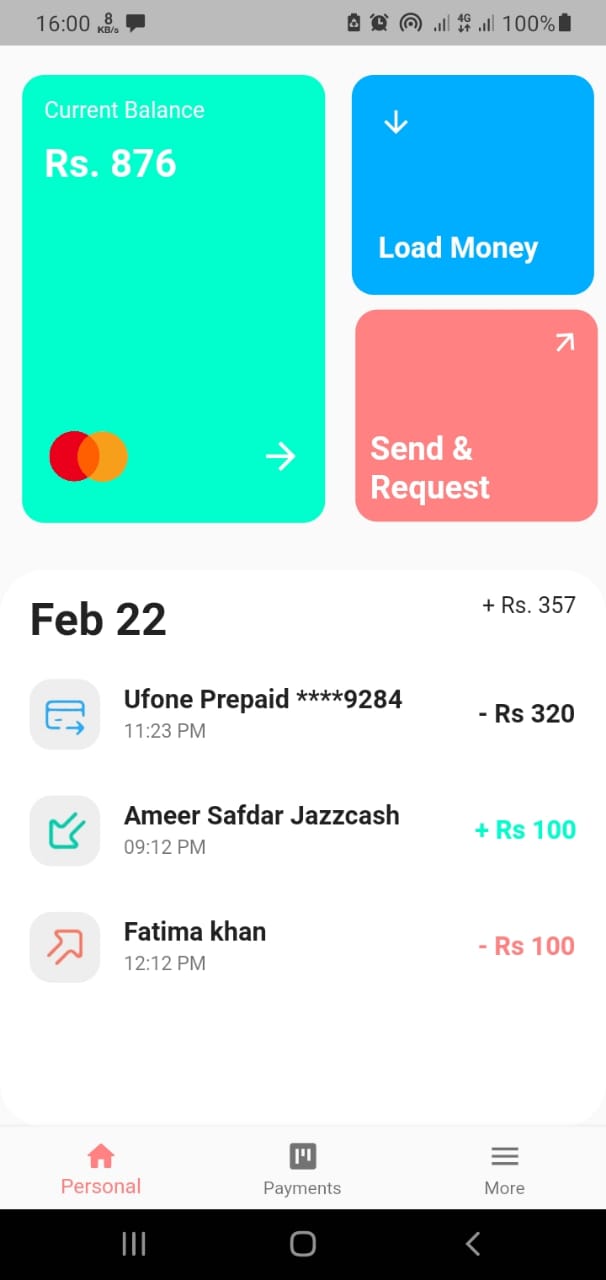 16:00 8 KB/s 4G 100%
Current Balance
Rs. 876
Load Money
Send &
Request
Feb 22
+ Rs. 357
Ufone Prepaid ****9284
11:23 PM
- Rs 320
Ameer Safdar Jazzcash
09:12 PM
+ Rs 100
Fatima khan
12:12 PM
- Rs 100
Personal
Payments
More